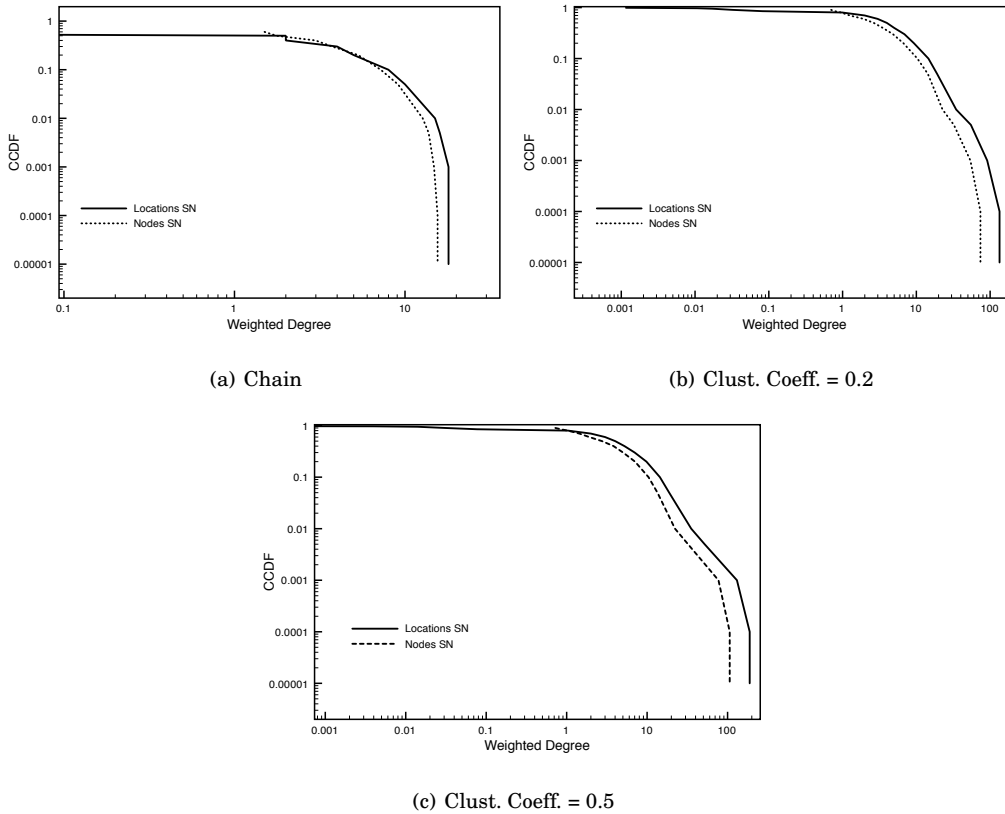 1
0.1
0.01
0.001
0.0001
0.00001
CCDF
Locations SN
Nodes SN
0.1
1
10
Weighted Degree
(a) Chain
1
0.1
0.01
0.001
0.0001
0.00001
CCDF
Locations SN
Nodes SN
0.001
0.01
0.1
1
10
100
Weighted Degree
(b) Clust. Coeff. = 0.2
1
0.1
0.01
0.001
0.0001
0.00001
CCDF
Locations SN
Nodes SN
0.001
0.01
0.1
1
10
100
Weighted Degree
(c) Clust. Coeff. = 0.5